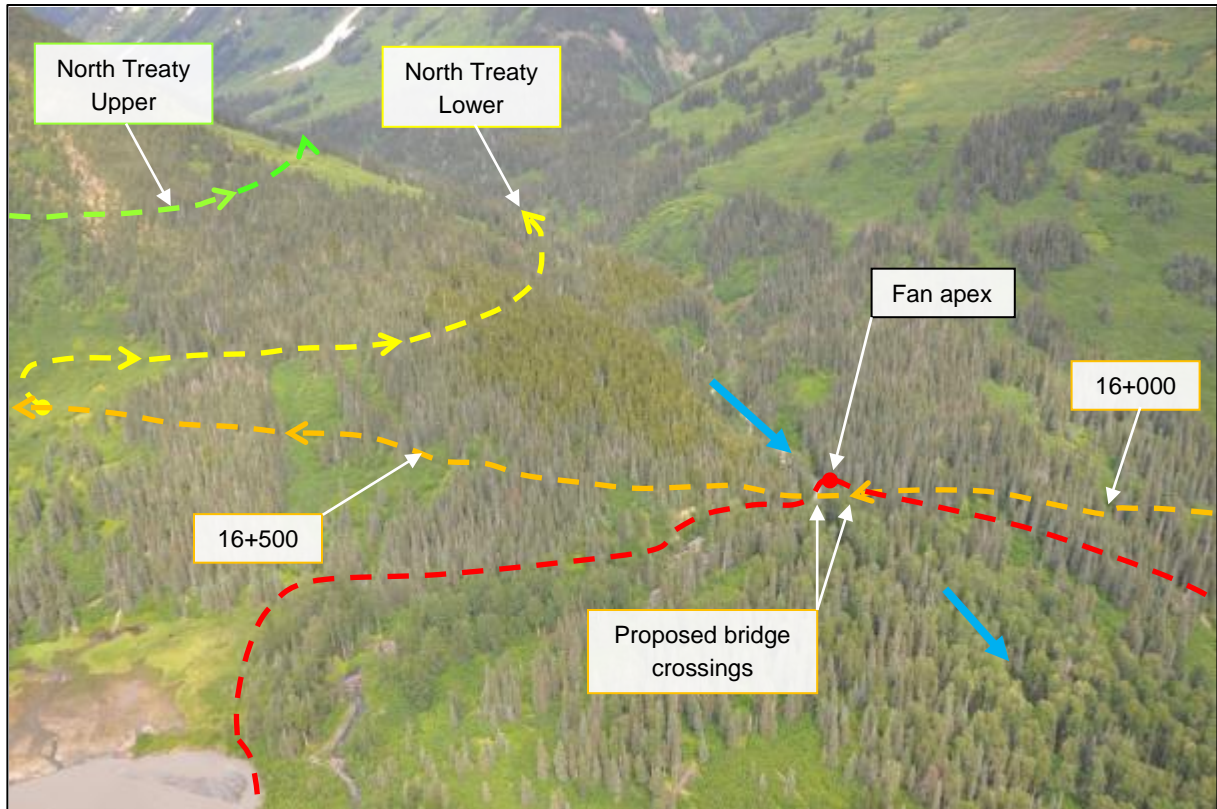 North Treaty
Upper
North Treaty
Lower
Fan apex
16+000
16+500
Proposed bridge
crossings